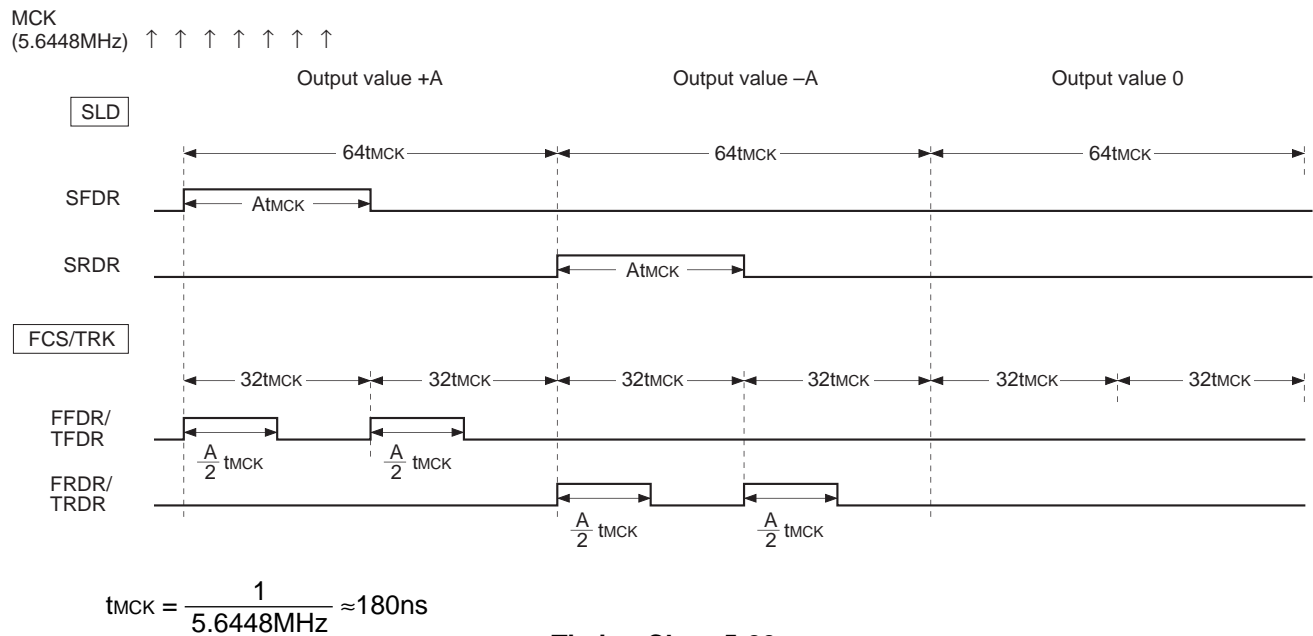 MCK
(5.6448MHz) ↑ ↑ ↑ ↑ ↑ ↑ ↑
Output value +A Output value –A Output value 0
SLD
64tMCK 64tMCK 64tMCK
SFDR AtMCK
SRDR AtMCK
FCS/TRK
32tMCK 32tMCK 32tMCK 32tMCK 32tMCK 32tMCK
FFDR/
TFDR
A/2 tMCK A/2 tMCK
FRDR/
TRDR
A/2 tMCK A/2 tMCK
tMCK = 1/5.6448MHz ≈180ns